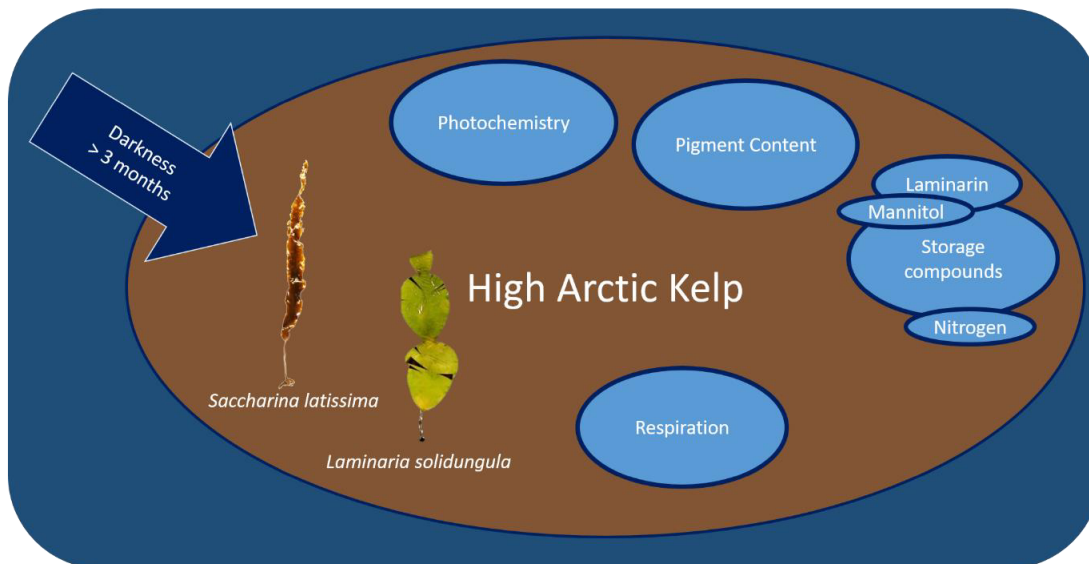 Darkness
> 3 months
Photochemistry
Pigment Content
Laminarin
Mannitol
Storage
compounds
Nitrogen
High Arctic Kelp
Saccharina latissima
Laminaria solidungula
Respiration